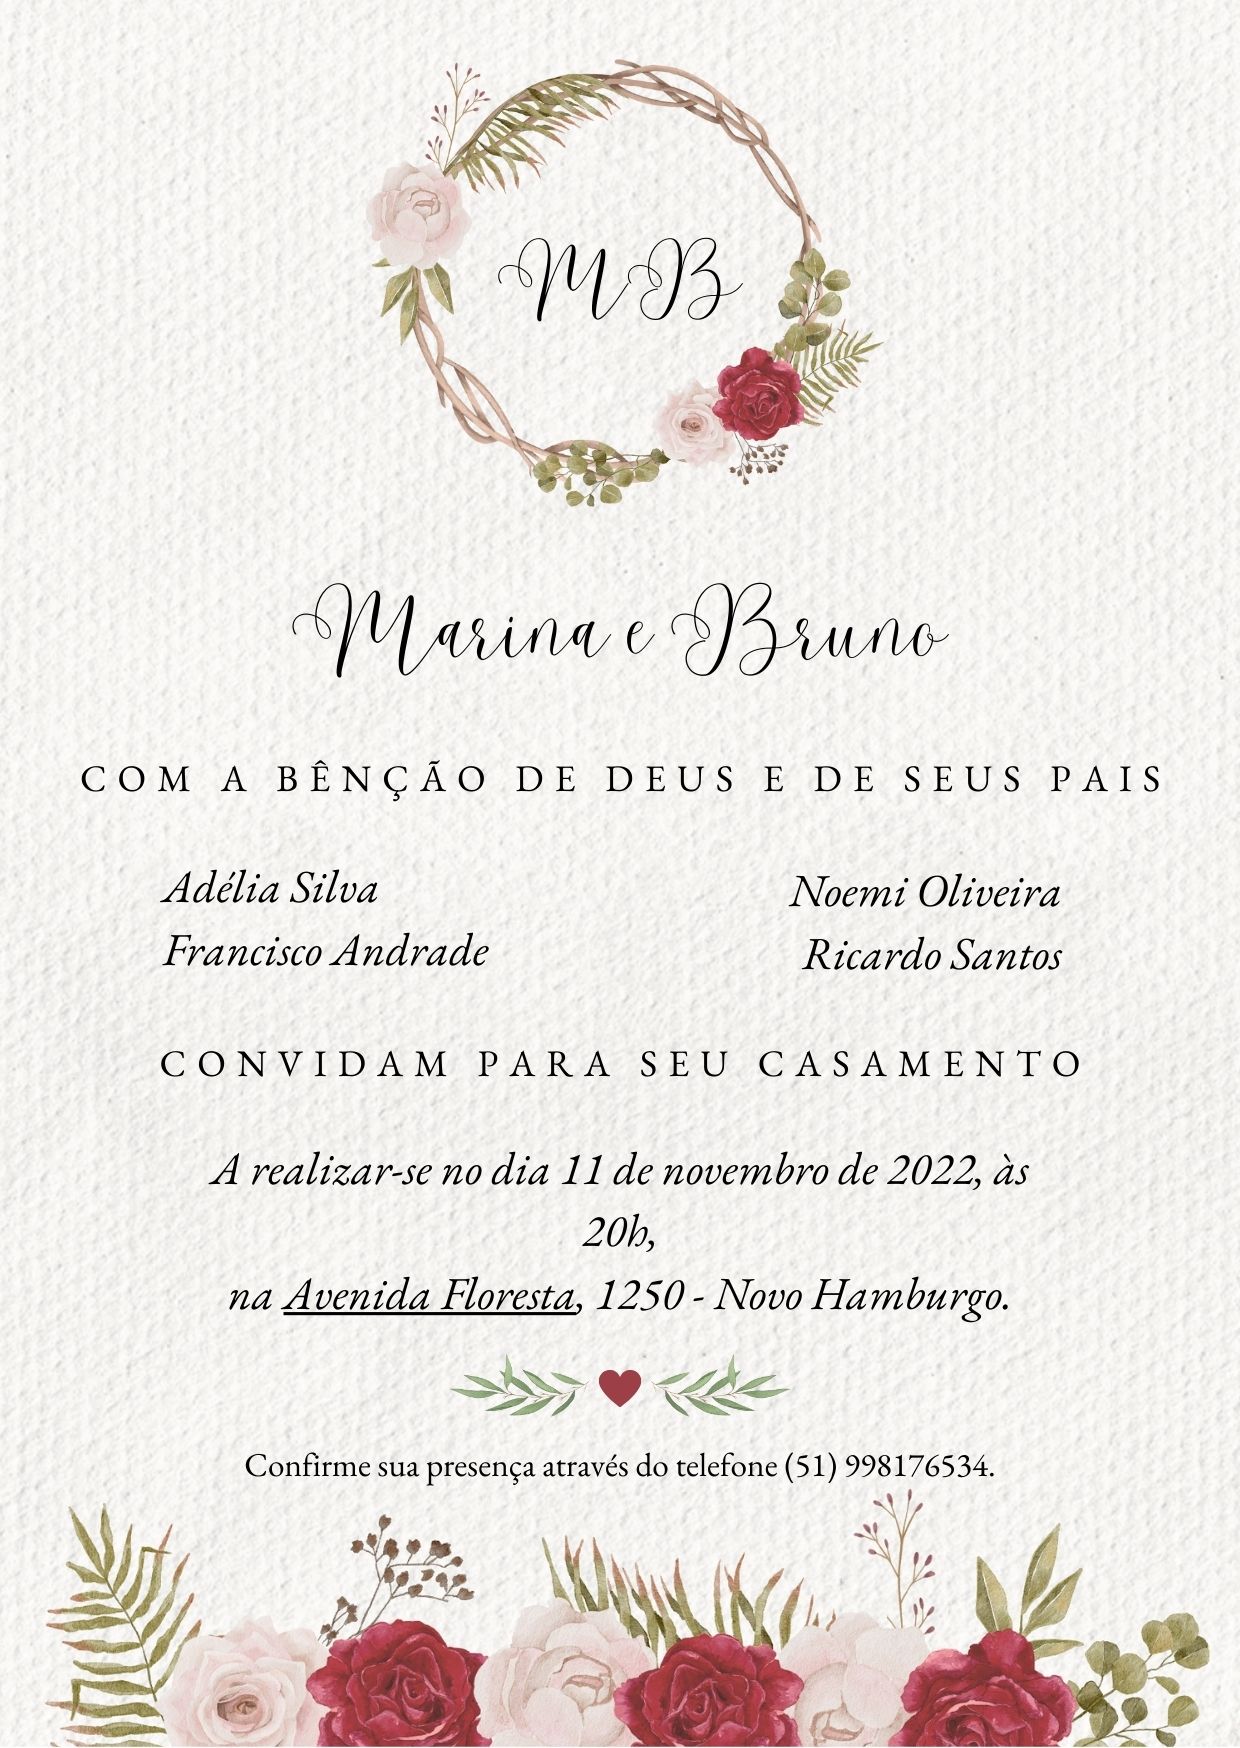 MB
Marina e Bruno
COM A BÊNÇÃO DE DEUS E DE SEUS PAIS
Adélia Silva
Francisco Andrade
Noemi Oliveira
Ricardo Santos
CONVIDAM PARA SEU CASAMENTO
A realizar-se no dia 11 de novembro de 2022, às
20h,
na Avenida Floresta, 1250 - Novo Hamburgo.
Confirme sua presença através do telefone (51) 998176534.